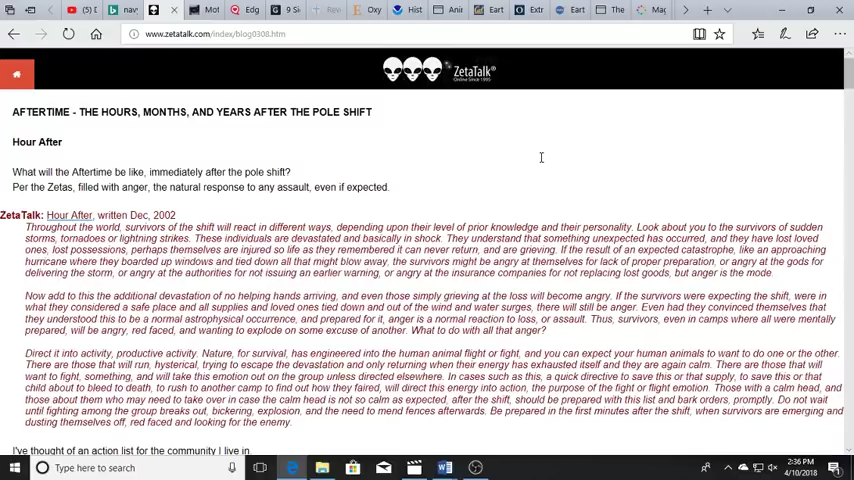 (5) D
navy
Mot
Edg
9 Si
Rev
Oxy
Hist
Ani
Eart
Extr
Eart
The
Mag
www.zetatalk.com/index/blog0308.htm
ZetaTalk®
Online Since 1995
AFTERTIME - THE HOURS, MONTHS, AND YEARS AFTER THE POLE SHIFT
Hour After
What will the Aftertime be like, immediately after the pole shift?
Per the Zetas, filled with anger, the natural response to any assault, even if expected.
ZetaTalk: Hour After, written Dec, 2002
Throughout the world, survivors of the shift will react in different ways, depending upon their level of prior knowledge and their personality. Look about you to the survivors of sudden
storms, tornadoes or lightning strikes. These individuals are devastated and basically in shock. They understand that something unexpected has occurred, and they have lost loved
ones, lost possessions, perhaps themselves are injured so life as they remembered it can never return, and are grieving. If the result of an expected catastrophe, like an approaching
hurricane where they boarded up windows and tied down all that might blow away, the survivors might be angry at themselves for lack of proper preparation, or angry at the gods for
delivering the storm, or angry at the authorities for not issuing an earlier warning, or angry at the insurance companies for not replacing lost goods, but anger is the mode.
Now add to this the additional devastation of no helping hands arriving, and even those simply grieving at the loss will become angry. If the survivors were expecting the shift, were in
what they considered a safe place and all supplies and loved ones tied down and out of the wind and water surges, there will still be anger. Even had they convinced themselves that
they understood this to be a normal astrophysical occurrence, and prepared for it, anger is a normal reaction to loss, or assault. Thus, survivors, even in camps where all were mentally
prepared, will be angry, red faced, and wanting to explode on some excuse of another. What to do with all that anger?
Direct it into activity, productive activity. Nature, for survival, has engineered into the human animal flight or fight, and you can expect your human animals to want to do one or the other.
There are those that will run, hysterical, trying to escape the devastation and only returning when their energy has exhausted itself and they are again calm. There are those that will
want to fight, something, and will take this emotion out on the group unless directed elsewhere. In cases such as this, a quick directive to save this or that supply, to save this or that
child about to bleed to death, to rush to another camp to find out how they faired, will direct this energy into action, the purpose of the fight or flight emotion. Those with a calm head, and
those about them who may need to take over in case the calm head is not so calm as expected, after the shift, should be prepared with this list and bark orders, promptly. Do not wait
until fighting among the group breaks out, bickering, explosion, and the need to mend fences afterwards. Be prepared in the first minutes after the shift, when survivors are emerging and
dusting themselves off, red faced and looking for the enemy.
I've thought of an action list for the community I live in.
Type here to search
2:36 PM
4/10/2018